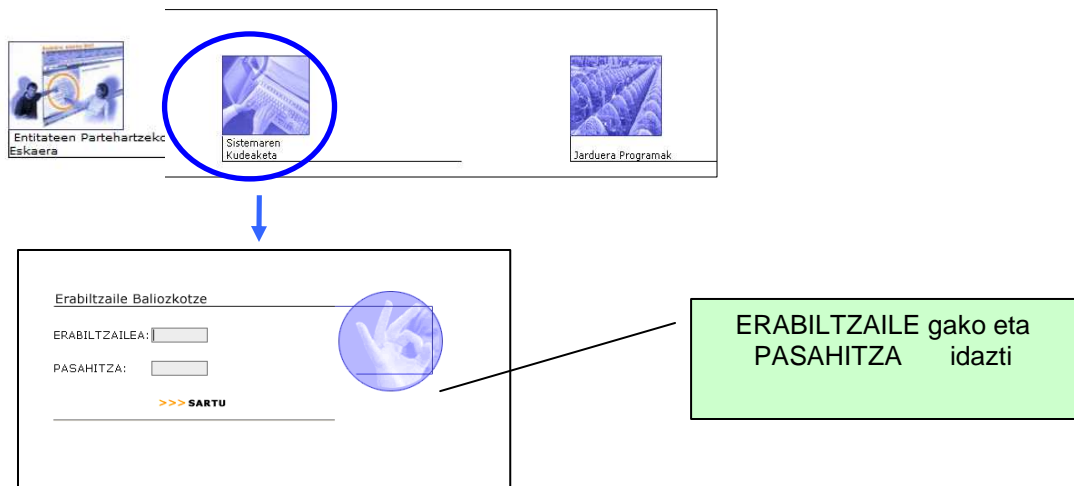 Entitateen Partehartzeko
Eskaera
Sistemaren
Kudeaketa
Jarduera Programak
Erabiltzaile Baliozkotze
ERABILTZAILEA:
PASAHITZA:
>>> SARTU
ERABILTZAILE gako eta
PASAHITZA idazti